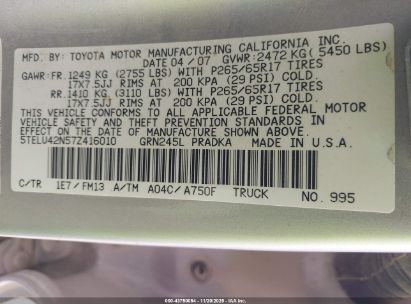 MFD. BY: TOYOTA MOTOR MANUFACTURING CALIFORNIA INC.
DATE 04 / 07 GVWR: 2472 KG ( 5450 LBS)
GAWR: FR. 1249 KG (2755 LBS) WITH P265/65R17 TIRES
17X7.5JJ RIMS AT 200 KPA (29 PSI) COLD.
RR. 1410 KG (3110 LBS) WITH P265/65R17 TIRES
17X7.5JJ RIMS AT 200 KPA (29 PSI) COLD.
THIS VEHICLE CONFORMS TO ALL APPLICABLE FEDERAL MOTOR
VEHICLE SAFETY AND THEFT PREVENTION STANDARDS IN
EFFECT ON THE DATE OF MANUFACTURE SHOWN ABOVE.
5TELU42N57Z416010 GRN245L PRADKA MADE IN U.S.A.
C/TR 1E7/FM13 A/TM A04C/A750F TRUCK NO. 995